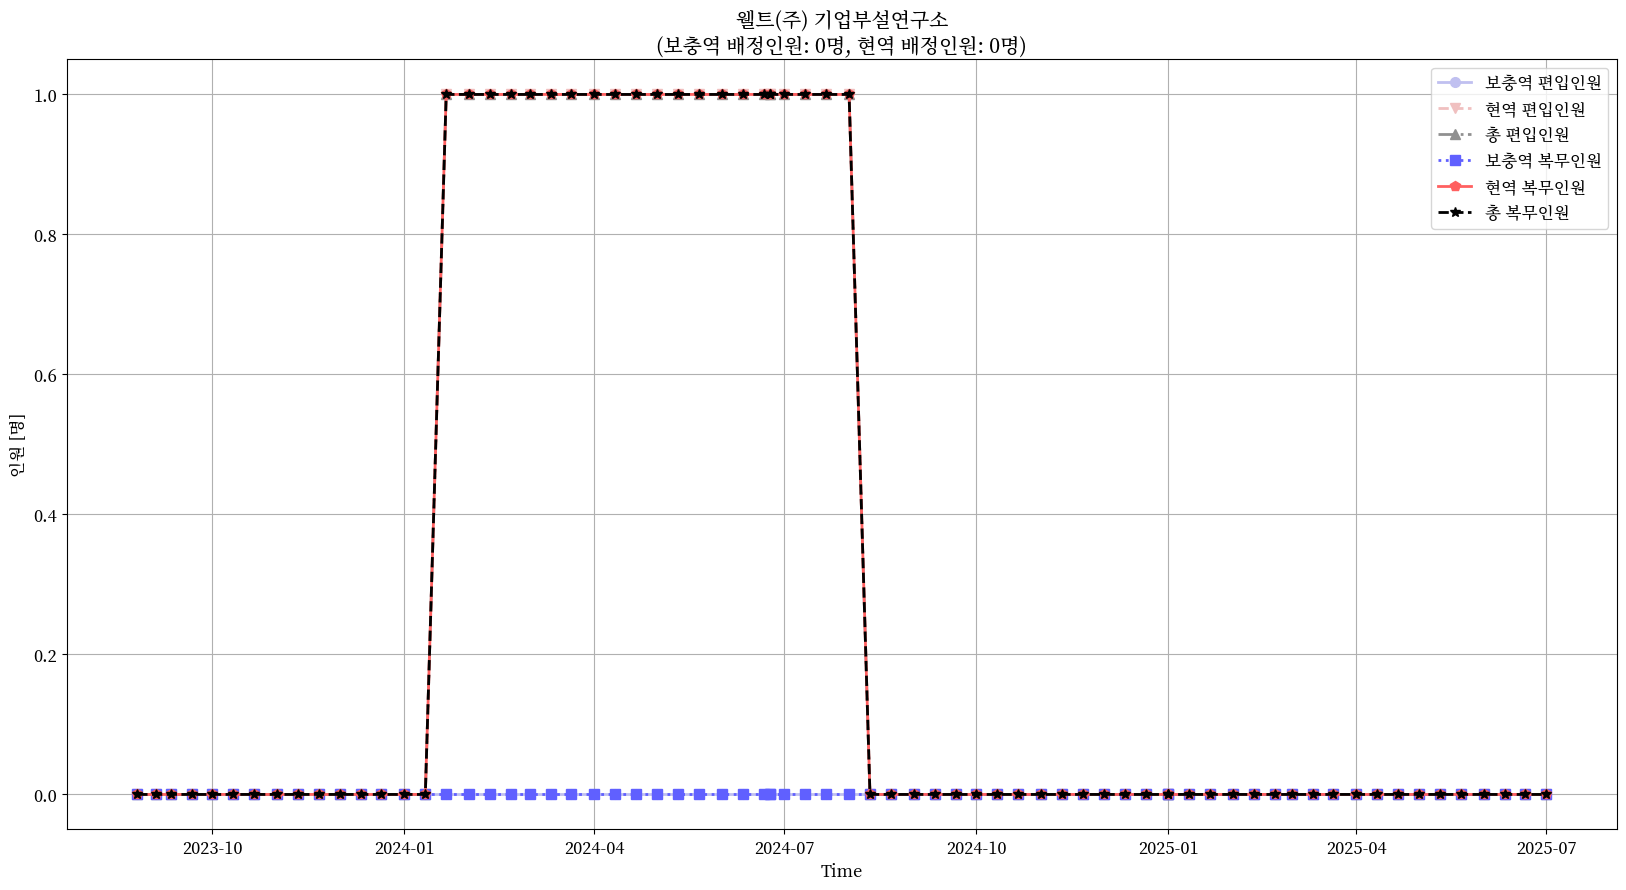 웰트(주) 기업부설연구소
(보충역 배정인원: 0명, 현역 배정인원: 0명)
보충역 편입인원
현역 편입인원
총 편입인원
보충역 복무인원
현역 복무인원
총 복무인원
인원 [명]
1.0
0.8
0.6
0.4
0.2
0.0
2023-10
2024-01
2024-04
2024-07
2024-10
2025-01
2025-04
2025-07
Time